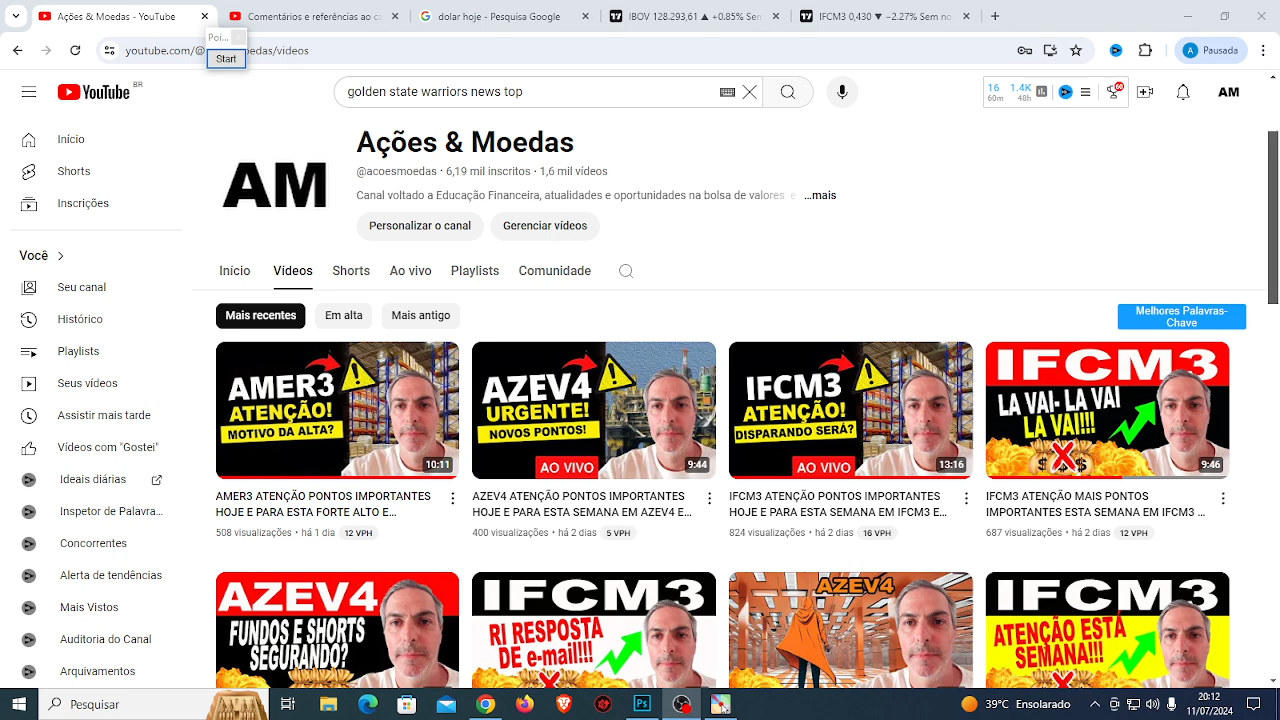 Ações & Moedas - YouTube
Comentários e respostas ao c
dolar hoje - Pesquisa Google
IBOV 128.293,61 ▲ +0.8
IFCM3 0,430 ▼ −2.27% Sem no
Poi...
Start
youtube.com/@
edas/videos
Pausada
YouTube BR
golden state warriors news top
16 1.4K
60m 48h
AM
Início
Shorts
Inscrições
Você
Seu canal
Histórico
Playlists
Seus vídeos
Assistir mais tarde
Vídeos com "Gostei"
Ideias diárias
Inspetor de Palavra...
Concorrentes
Alerta de tendências
Mais Vistos
Auditoria do Canal
Arquivamentos
AM
Ações & Moedas
@acoesmoedas · 6,19 mil inscritos · 1,6 mil vídeos
Canal voltado a Educação Financeira, atualidades e oportunidades na bolsa de valores e ...mais
Personalizar o canal
Gerenciar vídeos
Início
Vídeos
Shorts
Ao vivo
Playlists
Comunidade
Mais recentes
Em alta
Mais antigo
Melhores Palavras-
Chave
AMER3
ATENÇÃO!
MOTIVO DA ALTA?
10:11
AMER3 ATENÇÃO PONTOS IMPORTANTES
HOJE E PARA ESTA FORTE ALTO E...
508 visualizações · há 1 dia 12 VPH
AZEV4
URGENTE!
NOVOS PONTOS!
AO VIVO
9:44
AZEV4 ATENÇÃO PONTOS IMPORTANTES
HOJE E PARA ESTA SEMANA EM AZEV4 E...
400 visualizações · há 2 dias 5 VPH
IFCM3
ATENÇÃO!
DISPARANDO SERÁ?
AO VIVO
13:16
IFCM3 ATENÇÃO PONTOS IMPORTANTES
HOJE E PARA ESTA SEMANA EM IFCM3 E...
824 visualizações · há 2 dias 16 VPH
IFCM3
LA VAI- LA VAI
LA VAI!!!
9:46
IFCM3 ATENÇÃO MAIS PONTOS
IMPORTANTES ESTA SEMANA EM IFCM3 ...
687 visualizações · há 2 dias 12 VPH
AZEV4
FUNDOS E SHORTS
SEGURANDO?
IFCM3
RI RESPOSTA
DE e-mail!!!
AZEV4
IFCM3
ATENÇÃO ESTÁ
SEMANA!!!
Pesquisar
39°C Ensolarado
20:12
11/07/2024